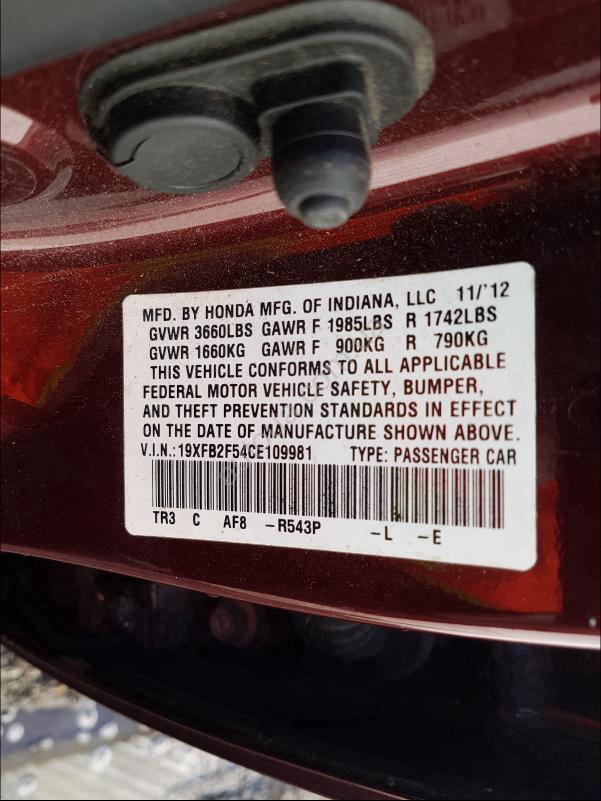 MFD. BY HONDA MFG. OF INDIANA, LLC 11/'12
GVWR 3660LBS GAWR F 1985LBS R 1742LBS
GVWR 1660KG GAWR F 900KG R 790KG
THIS VEHICLE CONFORMS TO ALL APPLICABLE
FEDERAL MOTOR VEHICLE SAFETY, BUMPER,
AND THEFT PREVENTION STANDARDS IN EFFECT
ON THE DATE OF MANUFACTURE SHOWN ABOVE.
V.I.N.:19XFB2F54CE109981 TYPE: PASSENGER CAR
TR3 C AF8 -R543P -L -E